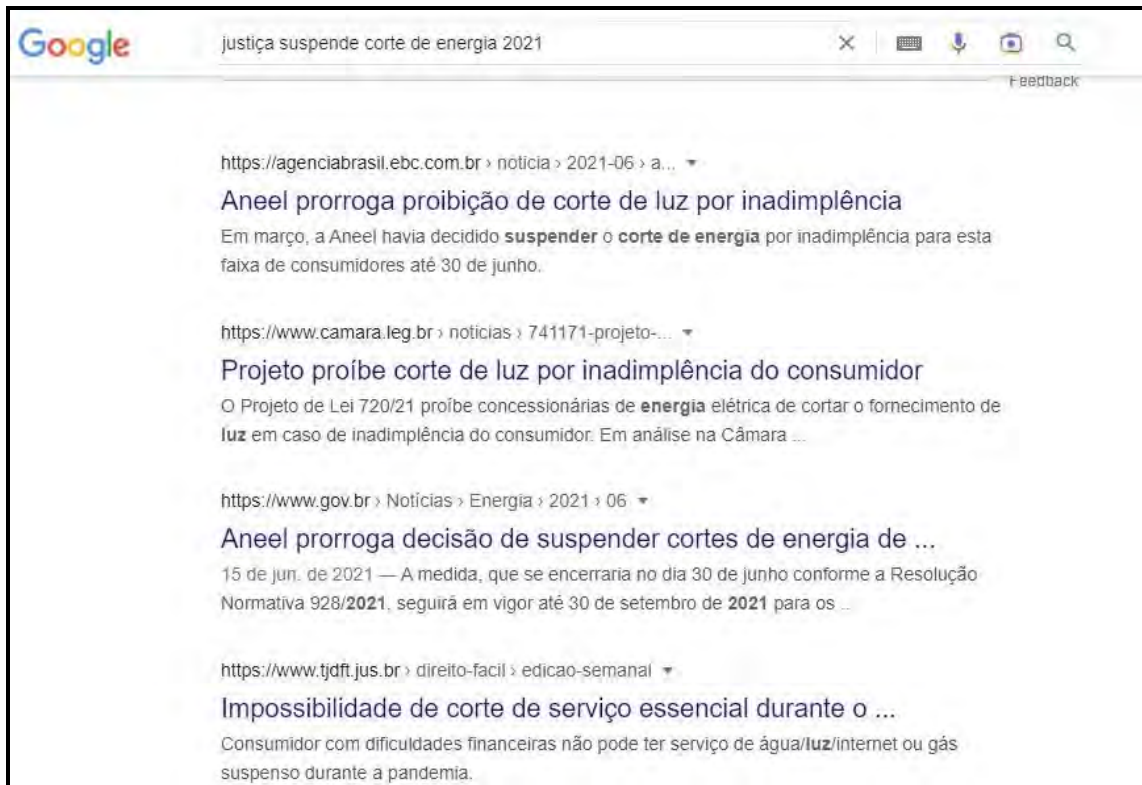 Google
justiça suspende corte de energia 2021
Feedback
https://agenciabrasil.ebc.com.br › noticia › 2021-06 › a...
Aneel prorroga proibição de corte de luz por inadimplência
Em março, a Aneel havia decidido suspender o corte de energia por inadimplência para esta
faixa de consumidores até 30 de junho.
https://www.camara.leg.br › noticias › 741171-projeto-...
Projeto proíbe corte de luz por inadimplência do consumidor
O Projeto de Lei 720/21 proíbe concessionárias de energia elétrica de cortar o fornecimento de
luz em caso de inadimplência do consumidor. Em análise na Câmara ...
https://www.gov.br › Notícias › Energia › 2021 › 06
Aneel prorroga decisão de suspender cortes de energia de ...
15 de jun. de 2021 — A medida, que se encerraria no dia 30 de junho conforme a Resolução
Normativa 928/2021, seguirá em vigor até 30 de setembro de 2021 para os ...
https://www.tjdft.jus.br › direito-facil › edicao-semanal
Impossibilidade de corte de serviço essencial durante o ...
Consumidor com dificuldades financeiras não pode ter serviço de água/luz/internet ou gás
suspenso durante a pandemia.